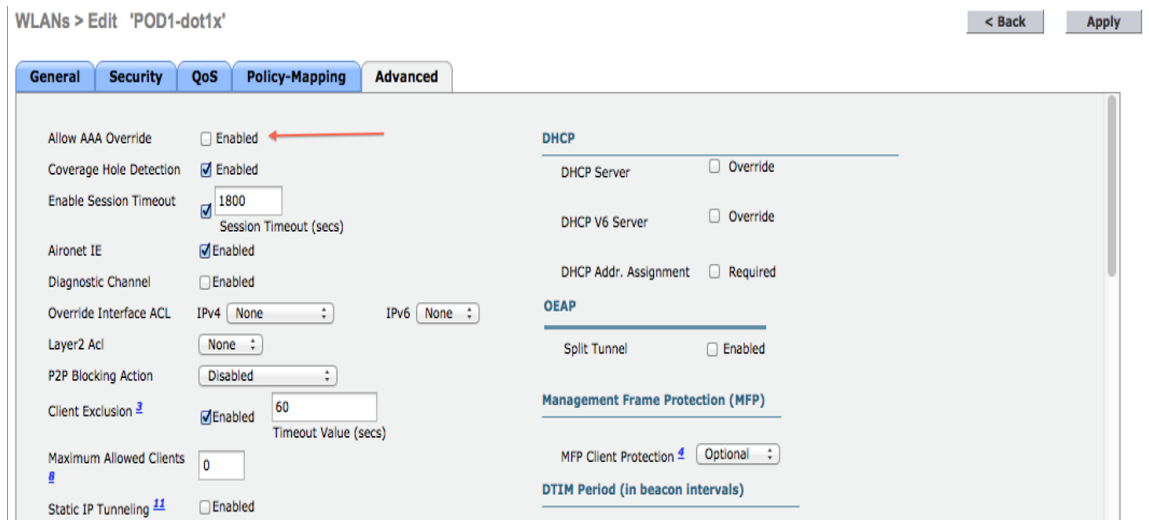 WLANs > Edit 'POD1-dot1x'
< Back
Apply
General
Security
QoS
Policy-Mapping
Advanced
Allow AAA Override
Enabled
Coverage Hole Detection
Enabled
Enable Session Timeout
1800
Session Timeout (secs)
Aironet IE
Enabled
Diagnostic Channel
Enabled
Override Interface ACL
IPv4
None
IPv6
None
Layer2 Acl
None
P2P Blocking Action
Disabled
Client Exclusion 3
Enabled
60
Timeout Value (secs)
Maximum Allowed Clients
8
0
Static IP Tunneling 11
Enabled
DHCP
DHCP Server
Override
DHCP V6 Server
Override
DHCP Addr. Assignment
Required
OEAP
Split Tunnel
Enabled
Management Frame Protection (MFP)
MFP Client Protection 4
Optional
DTIM Period (in beacon intervals)